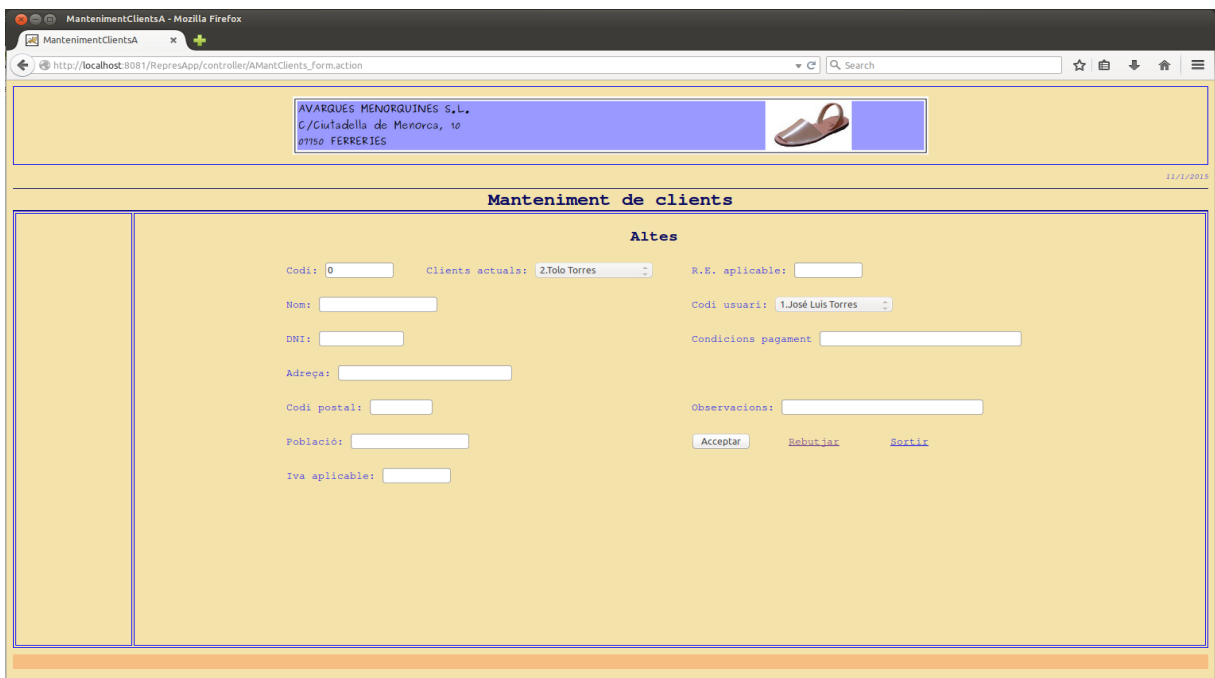 MantenimentClientsA - Mozilla Firefox
MantenimentClientsA
http://localhost:8081/RepresApp/controller/AMantClients_form.action
Search
AVARQUES MENORQUINES S.L.
C/Ciutadella de Menorca, 10
07750 FERRERIES
11/1/2015
Manteniment de clients
Altes
Codi: 0 Clients actuals: 2.Tolo Torres R.E. aplicable:
Nom: Codi usuari: 1.José Luis Torres
DNI: Condicions pagament
Adreça:
Codi postal: Observacions:
Població: Acceptar Rebutjar Sortir
Iva aplicable: